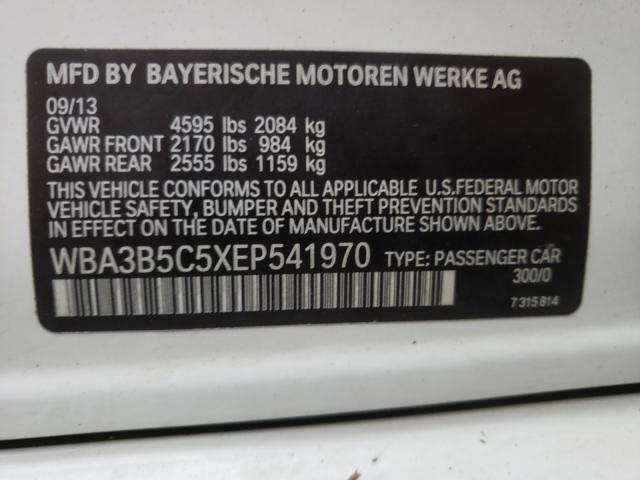 MFD BY BAYERISCHE MOTOREN WERKE AG
09/13
GVWR 4595 lbs 2084 kg
GAWR FRONT 2170 lbs 984 kg
GAWR REAR 2555 lbs 1159 kg
THIS VEHICLE CONFORMS TO ALL APPLICABLE U.S.FEDERAL MOTOR
VEHICLE SAFETY, BUMPER AND THEFT PREVENTION STANDARDS
IN EFFECT ON THE DATE OF MANUFACTURE SHOWN ABOVE.
WBA3B5C5XEP541970 TYPE: PASSENGER CAR
300/0
7315814